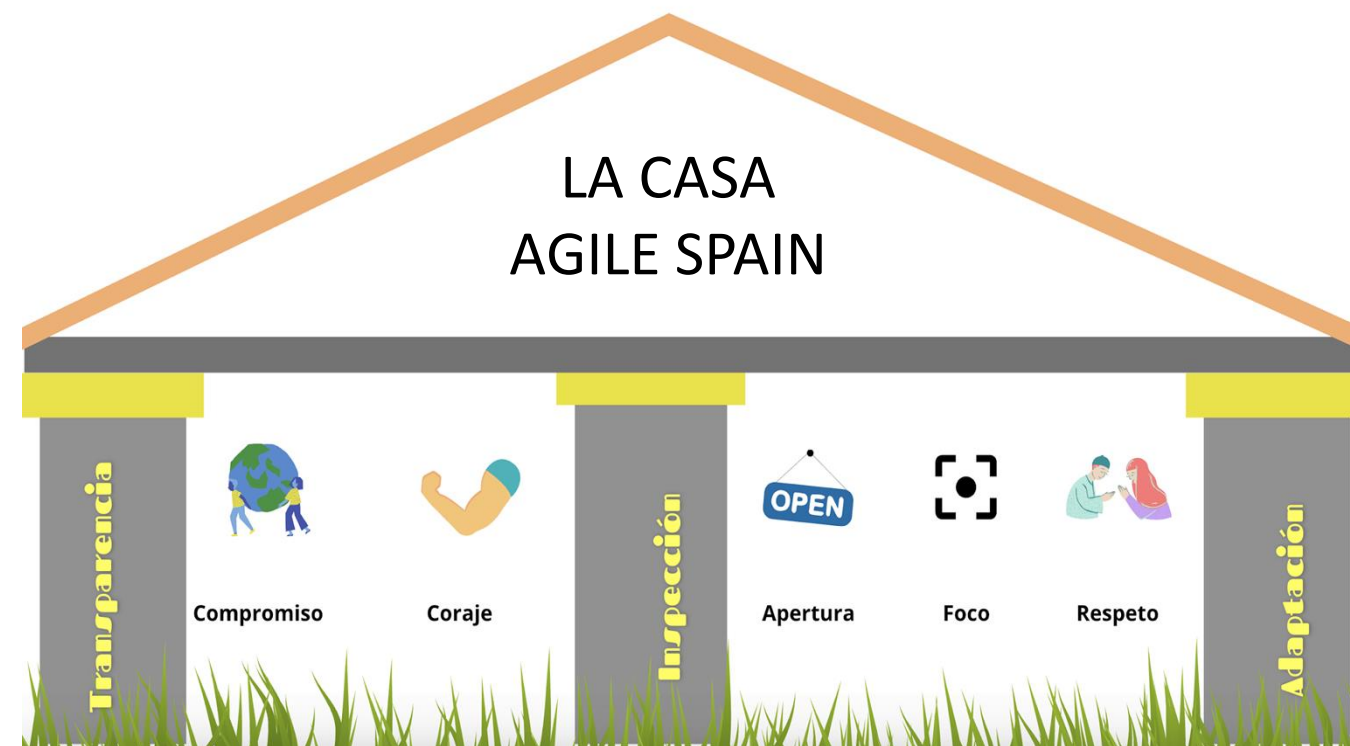 LA CASA
AGILE SPAIN
Transparencia
Compromiso
Coraje
Inspección
OPEN
Apertura
Foco
Respeto
Adaptación